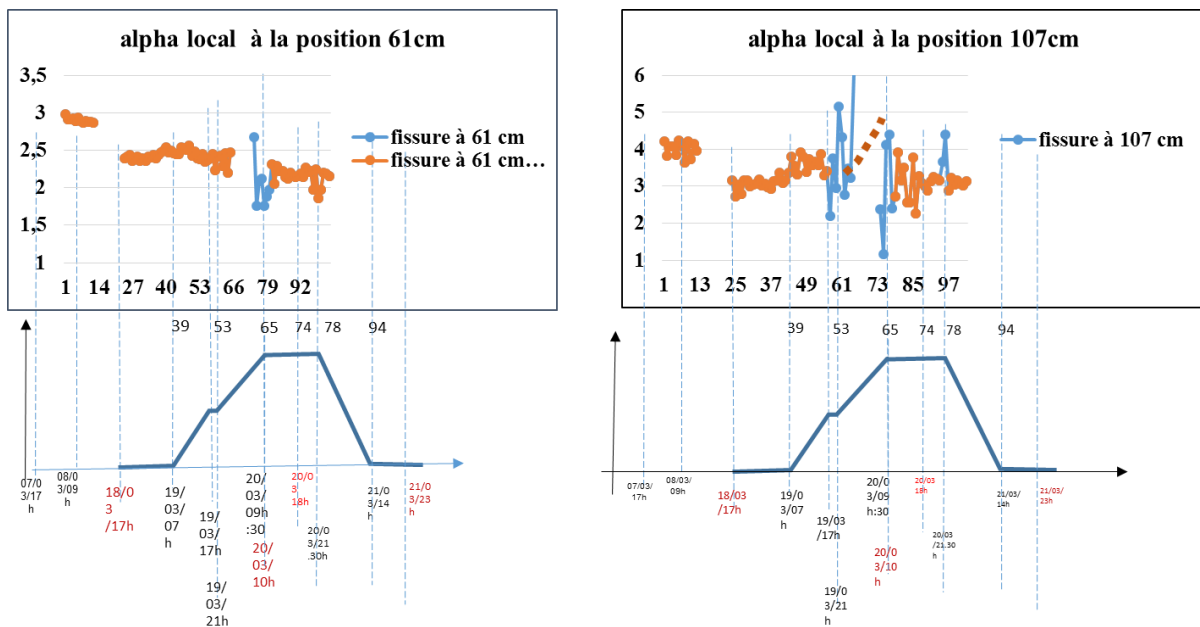 alpha local à la position 61cm
3,5
3
2,5
2
1,5
1
fissure à 61 cm
fissure à 61 cm…
1 14 27 40 53 66 79 92
39 53 65 74 78 94
07/0
3/17
h
08/0
3/09
h
18/0
3
/17h
19/
03/
07
h
19/
03/
17h
19/
03/
21h
20/
03/
09h
:30
20/
03/
10h
20/0
3
18h
20/0
3/21
.30h
21/0
3/14
h
21/0
3/23
h
alpha local à la position 107cm
6
5
4
3
2
1
fissure à 107 cm
1 13 25 37 49 61 73 85 97
39 53 65 74 78 94
07/03/
17h
08/03/
09h
18/03
/17h
19/0
3/07
h
19/03
/17h
19/0
3/21
h
20/0
3/09
h:30
20/0
3/10
h
20/03
18h
20/03
/21.30
h
21/03/
14h
21/03/
23h